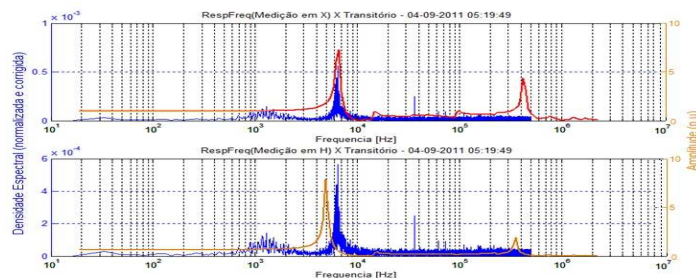 RespFreq(Medição em X) X Transitório - 04-09-2011 05:19:49
1 x 10⁻³
0.5
0
10
5
0
10¹ 10² 10³ 10⁴ 10⁵ 10⁶ 10⁷
Frequencia [Hz]
Densidade Espectral (normalizada e corrigida)
Amplitude (p.u)
RespFreq(Medição em H) X Transitório - 04-09-2011 05:19:49
6 x 10⁻⁴
4
2
0
10
5
0
10¹ 10² 10³ 10⁴ 10⁵ 10⁶ 10⁷
Frequencia [Hz]